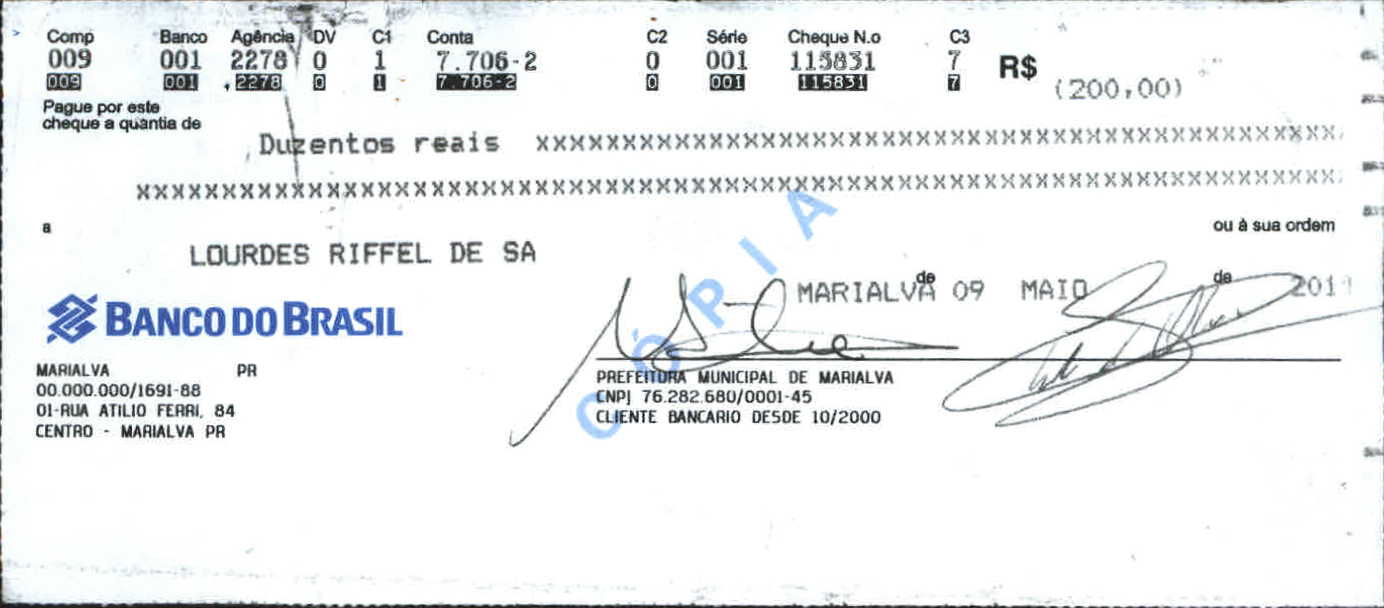 Comp Banco Agência DV C1 Conta C2 Série Cheque N.o C3
009 001 2278 0 1 7.706-2 0 001 115831 7 R$ (200,00)
009 001 2278 0 1 7.706-2 0 001 115831 7
Pague por este
cheque a quantia de
Duzentos reais xxxxxxxxxxxxxxxxxxxxxxxxxxxxxxxxxxxxxxxxxxxxxxxxxxxxxxxxxxxxxxxxxxxx
xxxxxxxxxxxxxxxxxxxxxxxxxxxxxxxxxxxxxxxxxxxxxxxxxxxxxxxxxxxxxxxxxxxxxxxxxxxxxxxxxxxxxxxxxxxxxxxxxxxxxx
a ou à sua ordem
LOURDES RIFFEL DE SA
MARIALVA de 09 MAIO de
CÓPIA
BANCO DO BRASIL
MARIALVA PR
00.000.000/1691-88
01-RUA ATILIO FERRI, 84
CENTRO - MARIALVA PR
PREFEITURA MUNICIPAL DE MARIALVA
CNPJ 76.282.680/0001-45
CLIENTE BANCARIO DESDE 10/2000